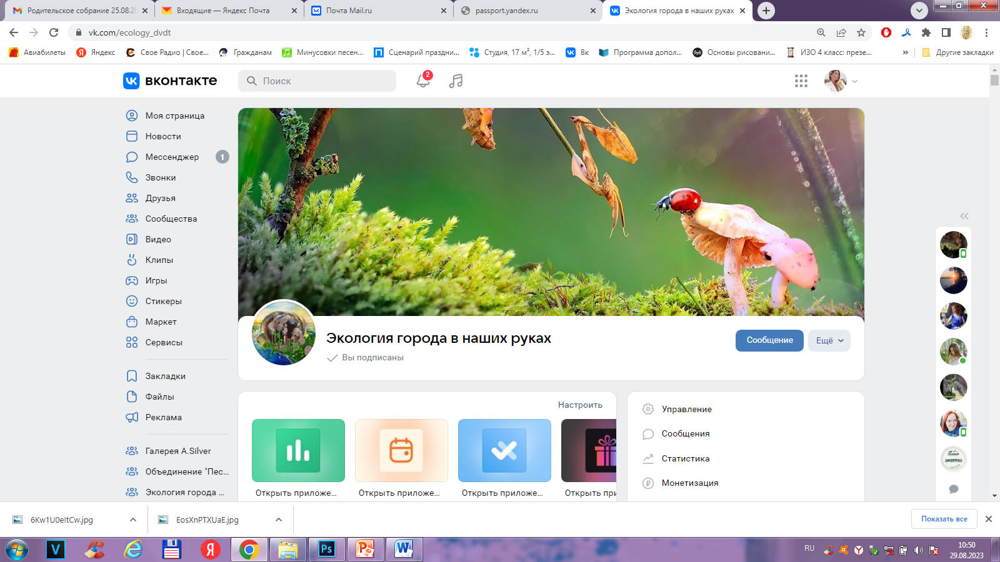 Родительское собрание 25.08.2
Входящие — Яндекс Почта
Почта Mail.ru
passport.yandex.ru
Экология города в наших руках
vk.com/ecology_dvdt
Авиабилеты
Яндекс
Свое Радио | Свое...
Гражданам
Минусовки песен...
Сценарий праздни...
Студия, 17 м², 1/5 э...
Вк
Программа допол...
Основы рисовани...
ИЗО 4 класс: презе...
»
Другие закладки
вконтакте
Поиск
2
Моя страница
Новости
Мессенджер
1
Звонки
Друзья
Сообщества
Видео
Клипы
Игры
Стикеры
Маркет
Сервисы
Закладки
Файлы
Реклама
Галерея A.Silver
Объединение "Пес...
Экология города ...
Экология города в наших руках
Вы подписаны
Сообщение
Ещё
Настроить
Открыть приложе...
Открыть приложе...
Открыть приложе...
Открыть при
Управление
Сообщения
Статистика
Монетизация
6Kw1U0eItCw.jpg
EosXnPTXUaE.jpg
Показать все
RU
10:50
29.08.2023